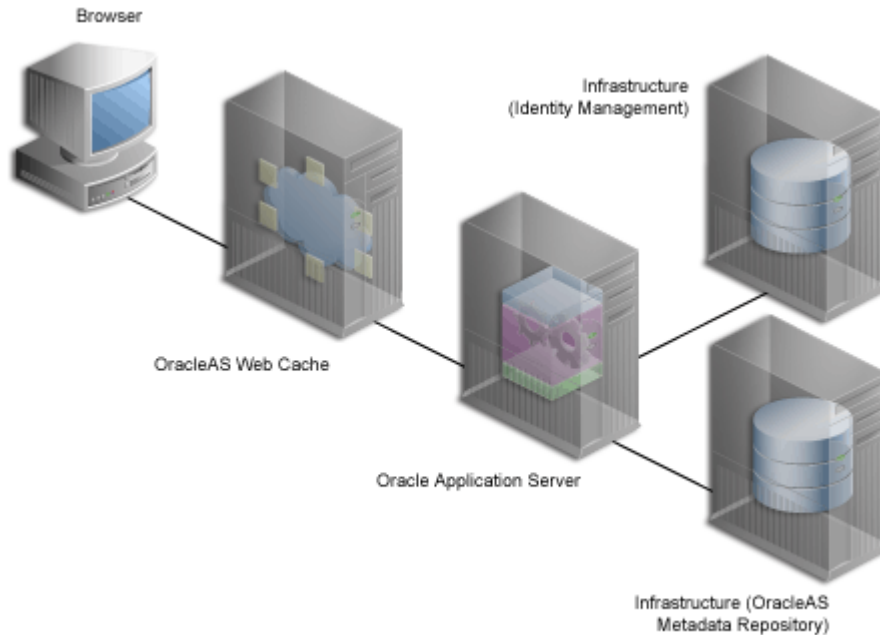 Browser
Infrastructure
(Identity Management)
OracleAS Web Cache
Oracle Application Server
Infrastructure (OracleAS
Metadata Repository)